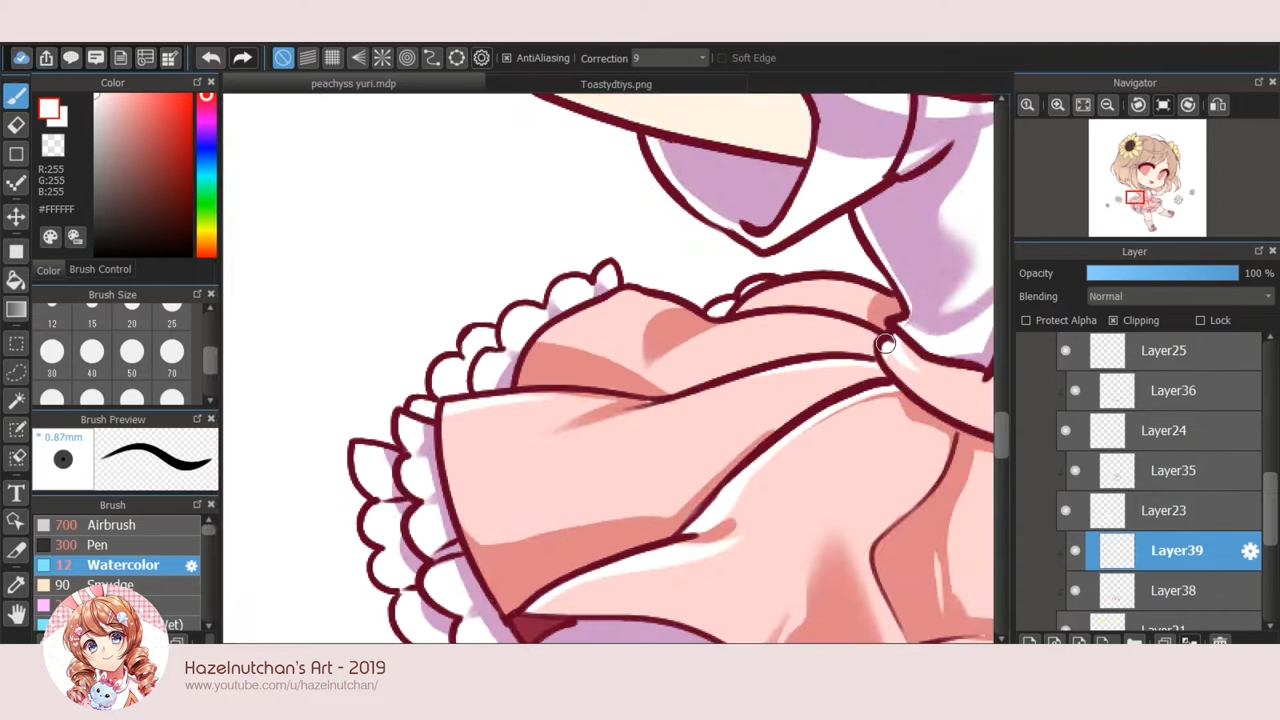 AntiAliasing
Correction
9
Soft Edge
Color
peachyss yuri.mdp
Toastydtiys.png
Navigator
R:255
G:255
B:255
#FFFFFF
Color
Brush Control
Brush Size
12
15
20
25
30
40
50
70
Brush Preview
* 0.87mm
Brush
700 Airbrush
300 Pen
12 Watercolor
90 Smudge
Layer
Opacity
100 %
Blending
Normal
Protect Alpha
Clipping
Lock
Layer25
Layer36
Layer24
Layer35
Layer23
Layer39
Layer38
T
Hazelnutchan's Art - 2019
www.youtube.com/u/hazelnutchan/